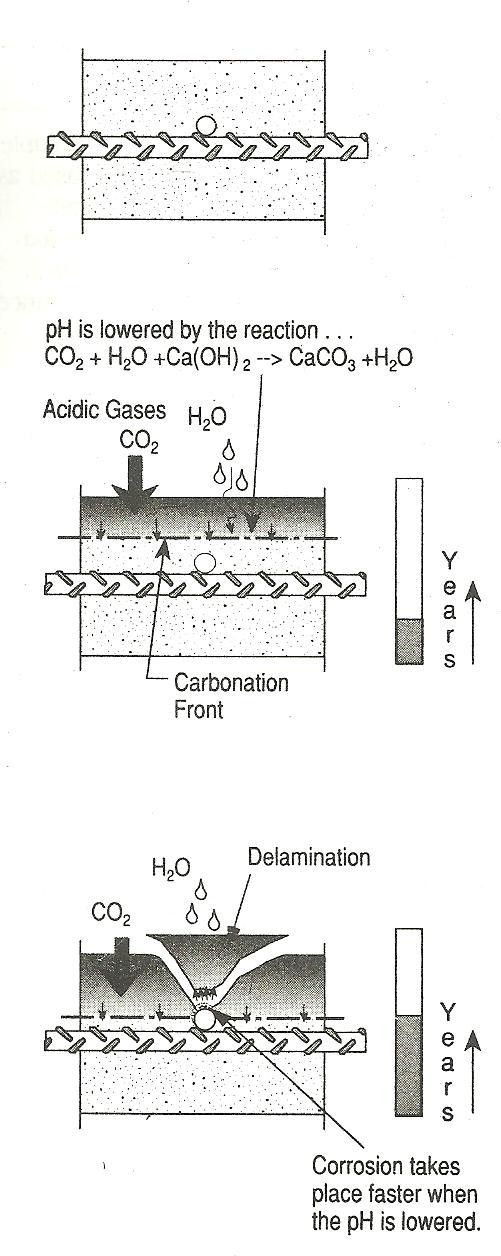 pH is lowered by the reaction . . .
CO₂ + H₂O +Ca(OH) ₂ --> CaCO₃ +H₂O
Acidic Gases
CO₂
H₂O
Years
Carbonation
Front
Delamination
H₂O
CO₂
Years
Corrosion takes
place faster when
the pH is lowered.